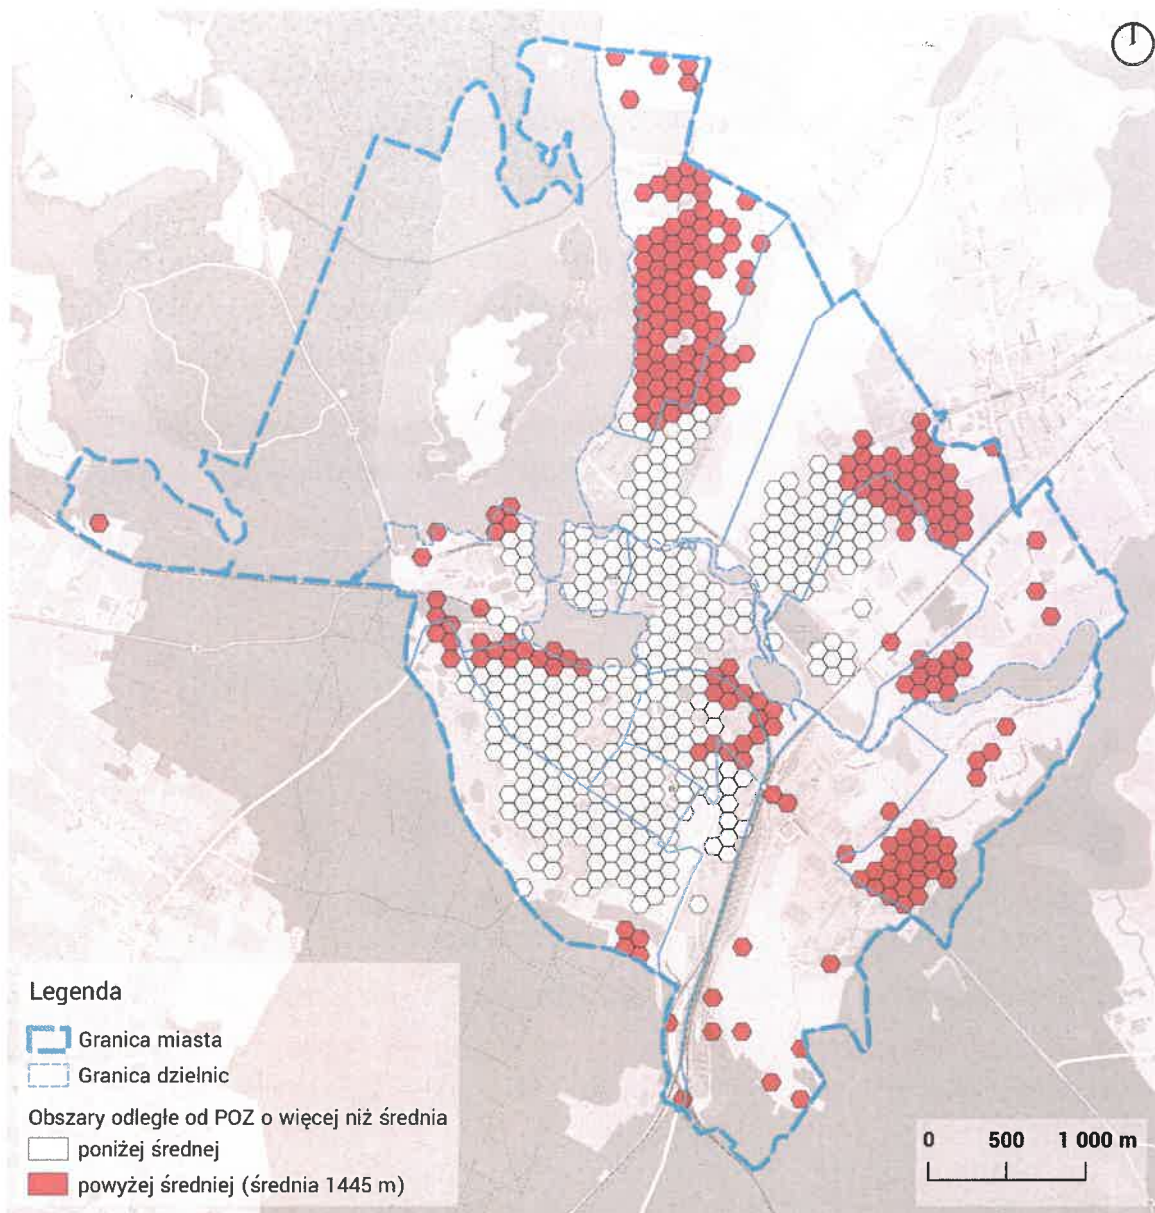 Legenda
Granica miasta
Granica dzielnic
Obszary odległe od POZ o więcej niż średnia
poniżej średnej
powyżej średniej (średnia 1445 m)
0 500 1 000 m